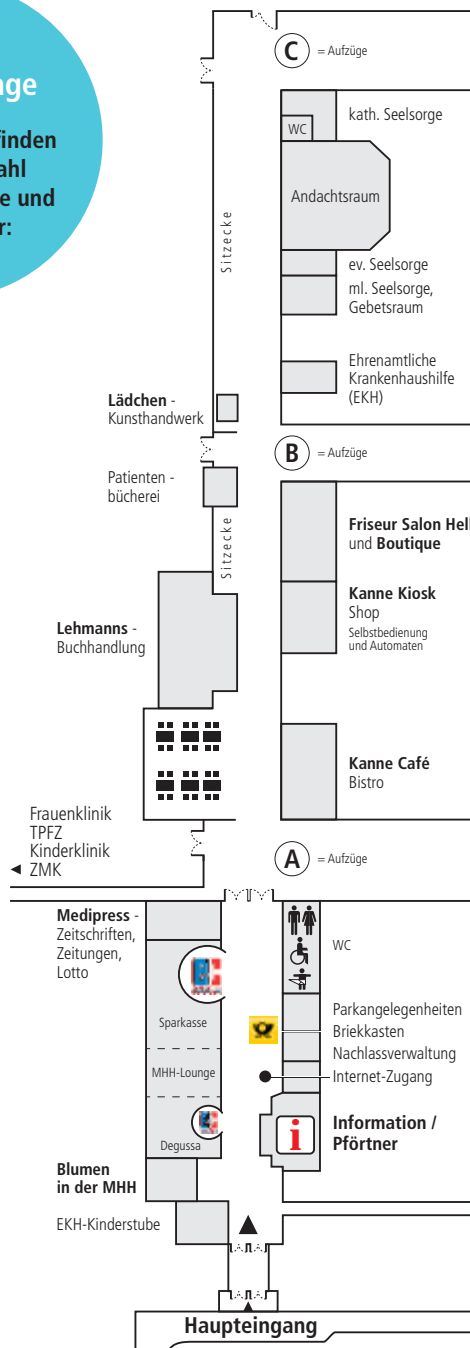 C = Aufzüge
finden
e und
r:
kath. Seelsorge
WC
Andachtsraum
Sitzecke
ev. Seelsorge
ml. Seelsorge,
Gebetsraum
Ehrenamtliche
Krankenhaushilfe
(EKH)
Lädchen -
Kunsthandwerk
B = Aufzüge
Patienten -
bücherei
Sitzecke
Friseur Salon Hell
und Boutique
Kanne Kiosk
Shop
Selbstbedienung
und Automaten
Lehmanns -
Buchhandlung
Kanne Café
Bistro
Frauenklinik
TPFZ
Kinderklinik
ZMK
A = Aufzüge
Medipress -
Zeitschriften,
Zeitungen,
Lotto
WC
Sparkasse
Parkangelegenheiten
Briekkasten
Nachlassverwaltung
Internet-Zugang
MHH-Lounge
Degussa
i
Information /
Pförtner
Blumen
in der MHH
EKH-Kinderstube
Haupteingang